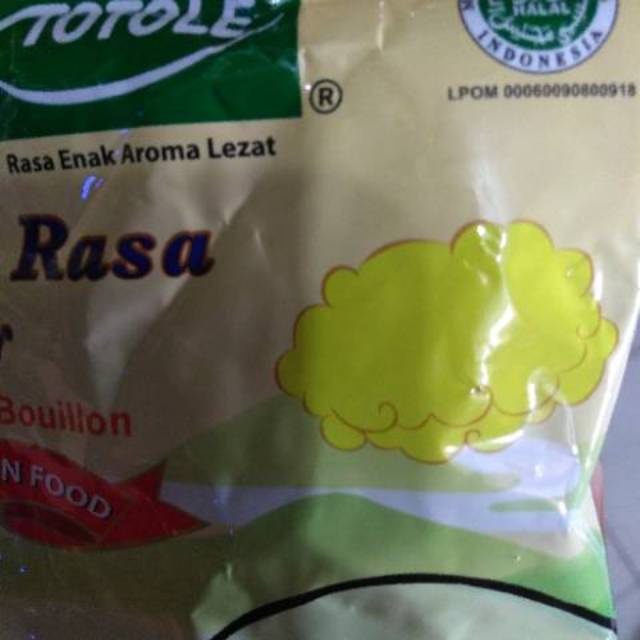 TOTOLE
HALAL
INDONESIA
®
LPOM 00060090800918
Rasa Enak Aroma Lezat
Rasa
Bouillon
N FOOD